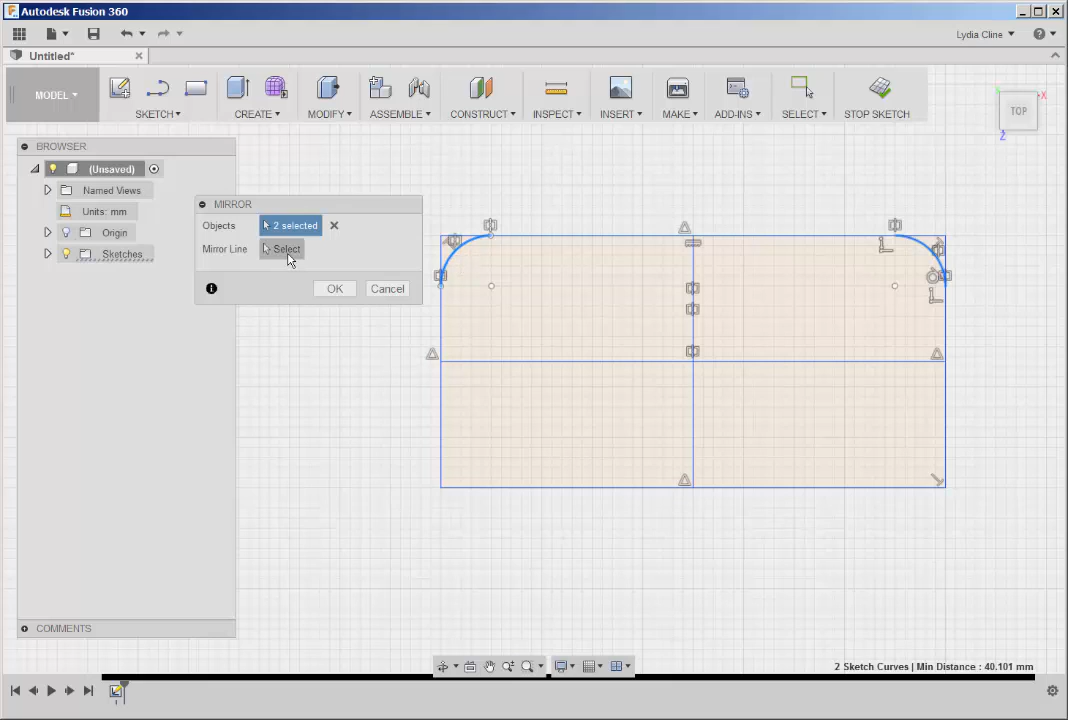 Autodesk Fusion 360
Lydia Cline
Untitled*
MODEL
SKETCH
CREATE
MODIFY
ASSEMBLE
CONSTRUCT
INSPECT
INSERT
MAKE
ADD-INS
SELECT
STOP SKETCH
TOP
X
Z
BROWSER
(Unsaved)
Named Views
Units: mm
Origin
Sketches
MIRROR
Objects 2 selected
Mirror Line Select
OK Cancel
COMMENTS
2 Sketch Curves | Min Distance : 40.101 mm